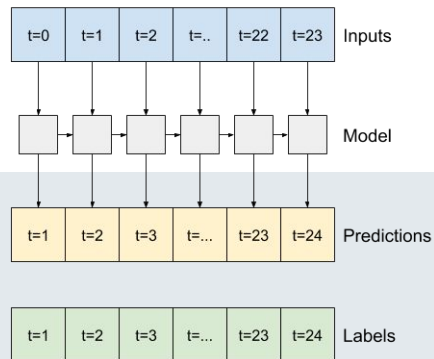 t=0 t=1 t=2 t=.. t=22 t=23 Inputs
Model
t=1 t=2 t=3 t=... t=23 t=24 Predictions
t=1 t=2 t=3 t=... t=23 t=24 Labels